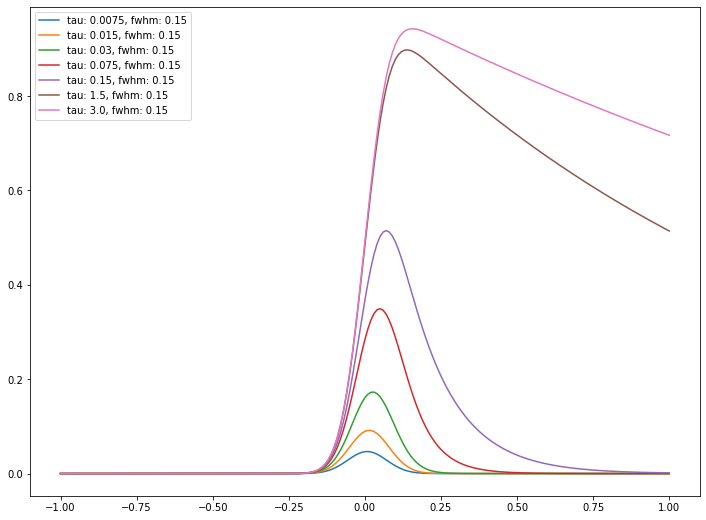 tau: 0.0075, fwhm: 0.15
tau: 0.015, fwhm: 0.15
tau: 0.03, fwhm: 0.15
tau: 0.075, fwhm: 0.15
tau: 0.15, fwhm: 0.15
tau: 1.5, fwhm: 0.15
tau: 3.0, fwhm: 0.15
0.8
0.6
0.4
0.2
0.0
−1.00 −0.75 −0.50 −0.25 0.00 0.25 0.50 0.75 1.00